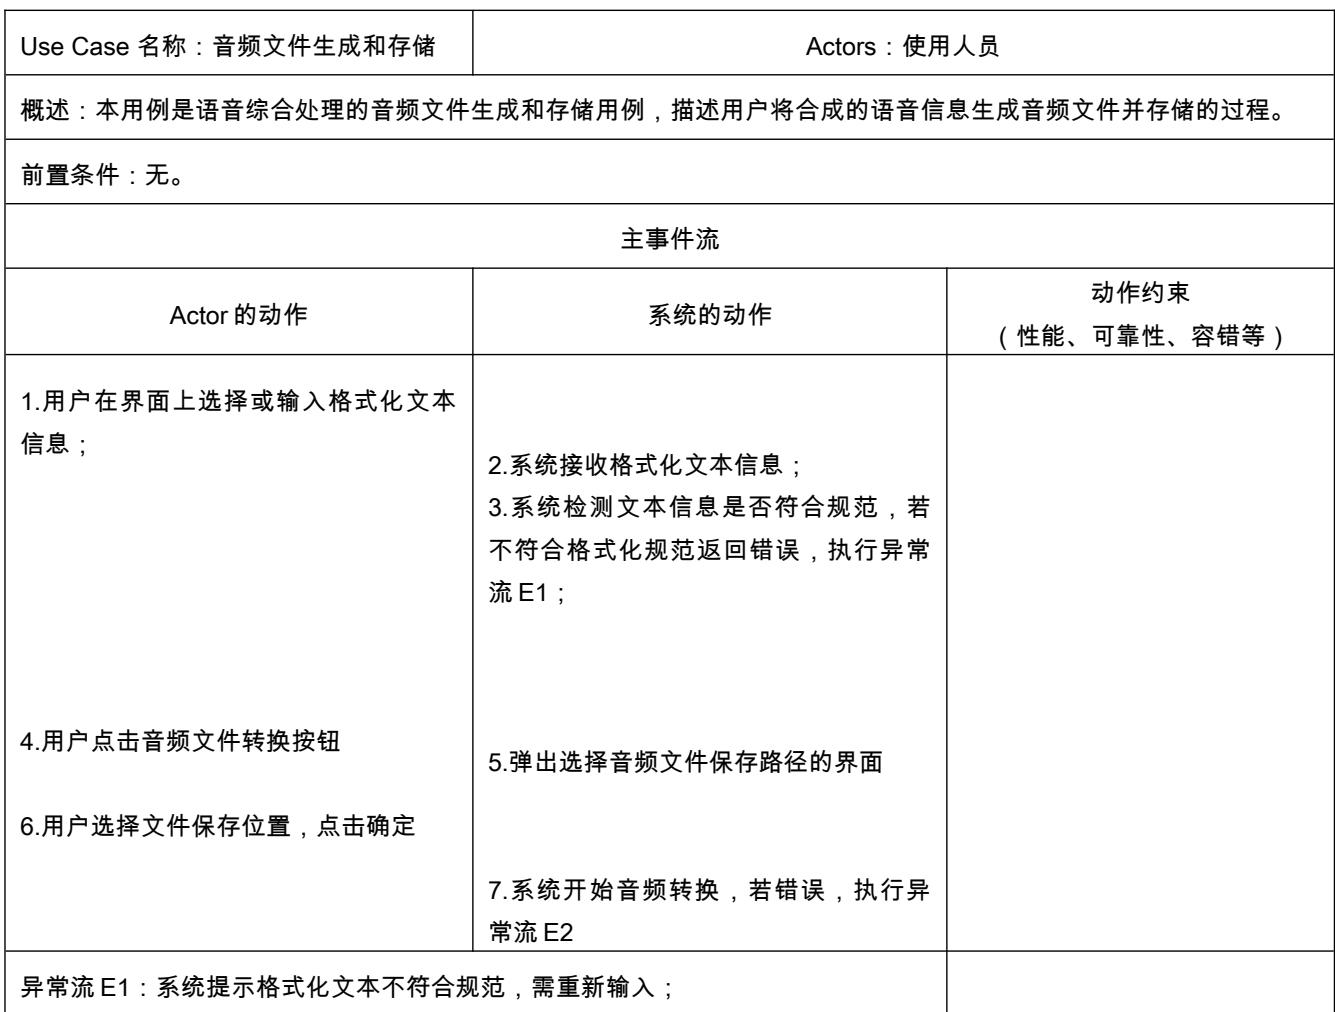 Use Case 名称：音频文件生成和存储
Actors：使用人员
概述：本用例是语音综合处理的音频文件生成和存储用例，描述用户将合成的语音信息生成音频文件并存储的过程。
前置条件：无。
主事件流
Actor 的动作
系统的动作
动作约束
（性能、可靠性、容错等）
1.用户在界面上选择或输入格式化文本
信息；
2.系统接收格式化文本信息；
3.系统检测文本信息是否符合规范，若
不符合格式化规范返回错误，执行异常
流 E1；
4.用户点击音频文件转换按钮
5.弹出选择音频文件保存路径的界面
6.用户选择文件保存位置，点击确定
7.系统开始音频转换，若错误，执行异
常流 E2
异常流 E1：系统提示格式化文本不符合规范，需重新输入；